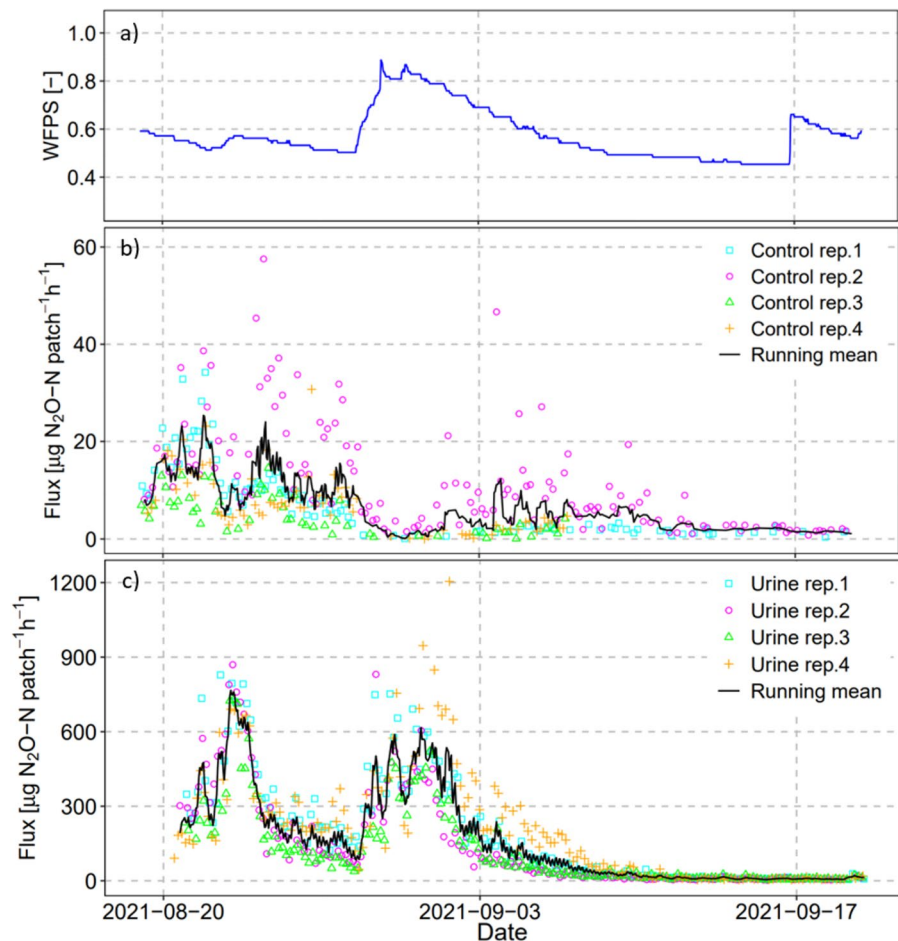 a)
1.0
0.8
0.6
0.4
WFPS [−]
b)
60
40
20
0
Flux [µg N₂O−N patch⁻¹h⁻¹]
Control rep.1
Control rep.2
Control rep.3
Control rep.4
Running mean
c)
1200
900
600
300
0
Flux [µg N₂O−N patch⁻¹h⁻¹]
Urine rep.1
Urine rep.2
Urine rep.3
Urine rep.4
Running mean
2021−08−20
2021−09−03
2021−09−17
Date